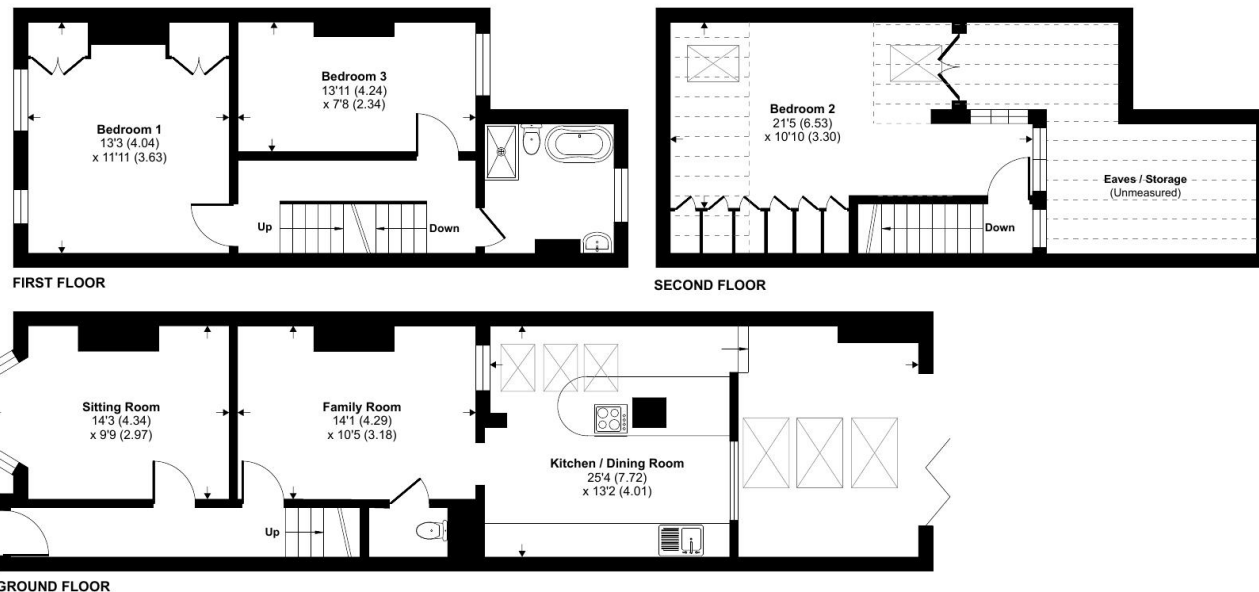 Bedroom 1
13'3 (4.04)
x 11'11 (3.63)
Bedroom 3
13'11 (4.24)
x 7'8 (2.34)
Up
Down
FIRST FLOOR
Bedroom 2
21'5 (6.53)
x 10'10 (3.30)
Eaves / Storage
(Unmeasured)
Down
SECOND FLOOR
Sitting Room
14'3 (4.34)
x 9'9 (2.97)
Family Room
14'1 (4.29)
x 10'5 (3.18)
Kitchen / Dining Room
25'4 (7.72)
x 13'2 (4.01)
Up
GROUND FLOOR